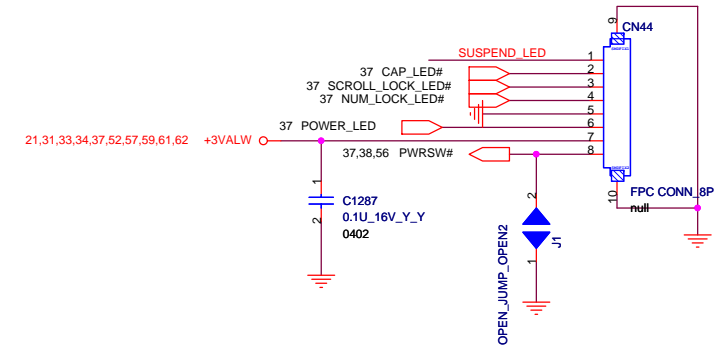 9
CN44
SUSPEND_LED
1
37 CAP_LED#
2
37 SCROLL_LOCK_LED#
3
37 NUM_LOCK_LED#
4
5
37 POWER_LED
6
21,31,33,34,37,52,57,59,61,62 +3VALW
7
37,38,56 PWRSW#
8
10
FPC CONN_8P
null
1
C1287
0.1U_16V_Y_Y
2
0402
2
J1
1
OPEN_JUMP_OPEN2